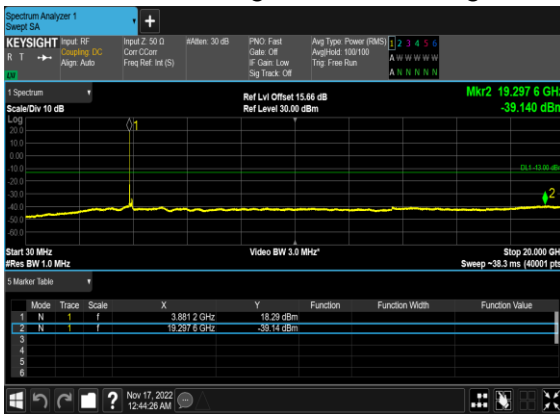 Spectrum Analyzer 1
Swept SA
KEYSIGHT Input: RF Input Z: 50 Ω #Atten: 30 dB PNO: Fast Avg Type: Power (RMS) 1 2 3 4 5 6
R T Coupling: DC Corr CCorr Gate: Off Avg|Hold: 100/100 A W W W W W
Align: Auto Freq Ref: Int (S) IF Gain: Low Trig: Free Run
Sig Track: Off A N N N N N
1 Spectrum Ref Lvl Offset 15.66 dB Mkr2 19.297 6 GHz
Scale/Div 10 dB Ref Level 30.00 dBm -39.140 dBm
Log
20.0
10.0
0.00
-10.0
-20.0
-30.0
-40.0
-50.0
-60.0
1
DL1 -13.00 dBm
2
Start 30 MHz Video BW 3.0 MHz* Stop 20.000 GH
#Res BW 1.0 MHz Sweep ~38.3 ms (40001 pts
5 Marker Table
Mode Trace Scale X Y Function Function Width Function Value
1 N 1 f 3.881 2 GHz 18.29 dBm
2 N 1 f 19.297 6 GHz -39.14 dBm
3
4
5
6
Nov 17, 2022
12:44:26 AM